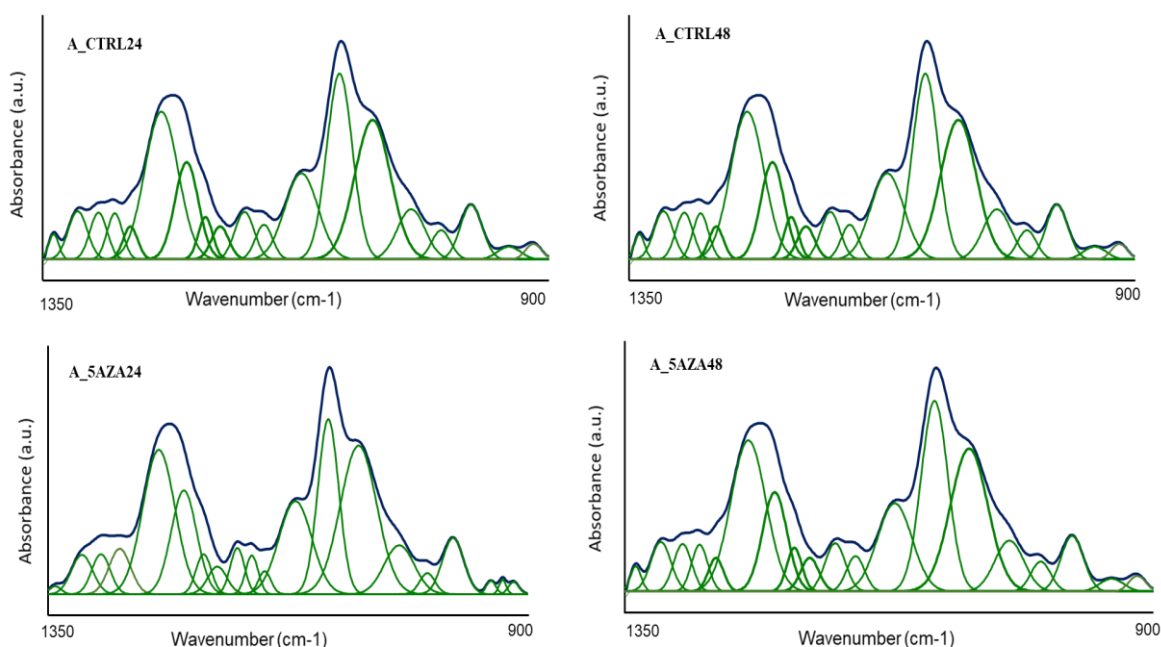 A_CTRL24
Absorbance (a.u.)
1350
Wavenumber (cm-1)
900
A_CTRL48
Absorbance (a.u.)
1350
Wavenumber (cm-1)
900
A_5AZA24
Absorbance (a.u.)
1350
Wavenumber (cm-1)
900
A_5AZA48
Absorbance (a.u.)
1350
Wavenumber (cm-1)
900